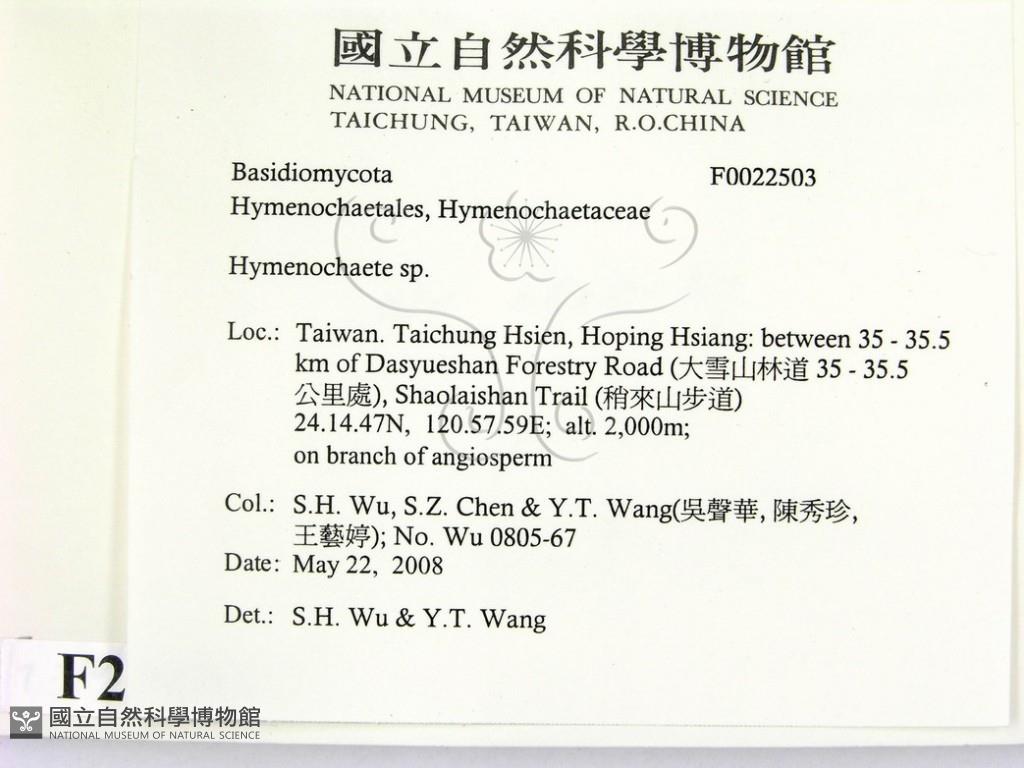 國立自然科學博物館
NATIONAL MUSEUM OF NATURAL SCIENCE
TAICHUNG, TAIWAN, R.O.CHINA
Basidiomycota F0022503
Hymenochaetales, Hymenochaetaceae
Hymenochaete sp.
Loc.: Taiwan. Taichung Hsien, Hoping Hsiang: between 35 - 35.5
km of Dasyueshan Forestry Road (大雪山林道 35 - 35.5
公里處), Shaolaishan Trail (稍來山步道)
24.14.47N, 120.57.59E; alt. 2,000m;
on branch of angiosperm
Col.: S.H. Wu, S.Z. Chen & Y.T. Wang(吳聲華, 陳秀珍,
王藝婷); No. Wu 0805-67
Date: May 22, 2008
Det.: S.H. Wu & Y.T. Wang
F2
國立自然科學博物館
NATIONAL MUSEUM OF NATURAL SCIENCE